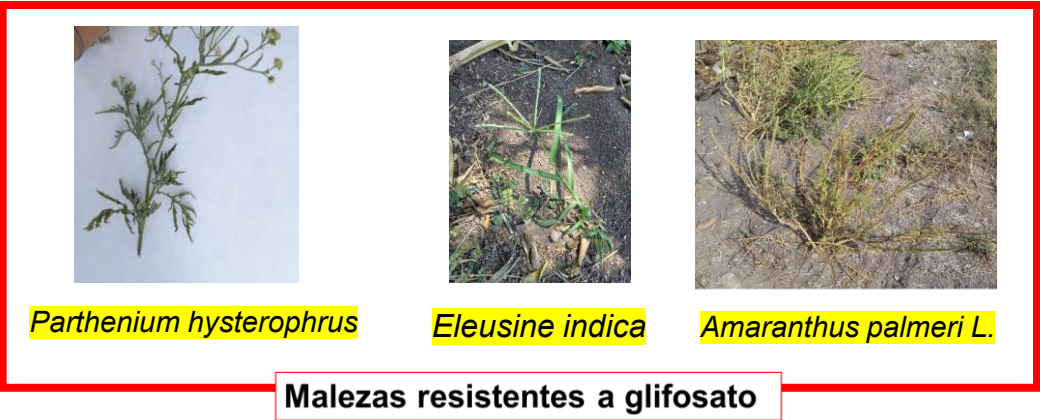 Parthenium hysterophrus
Eleusine indica
Amaranthus palmeri L.
Malezas resistentes a glifosato